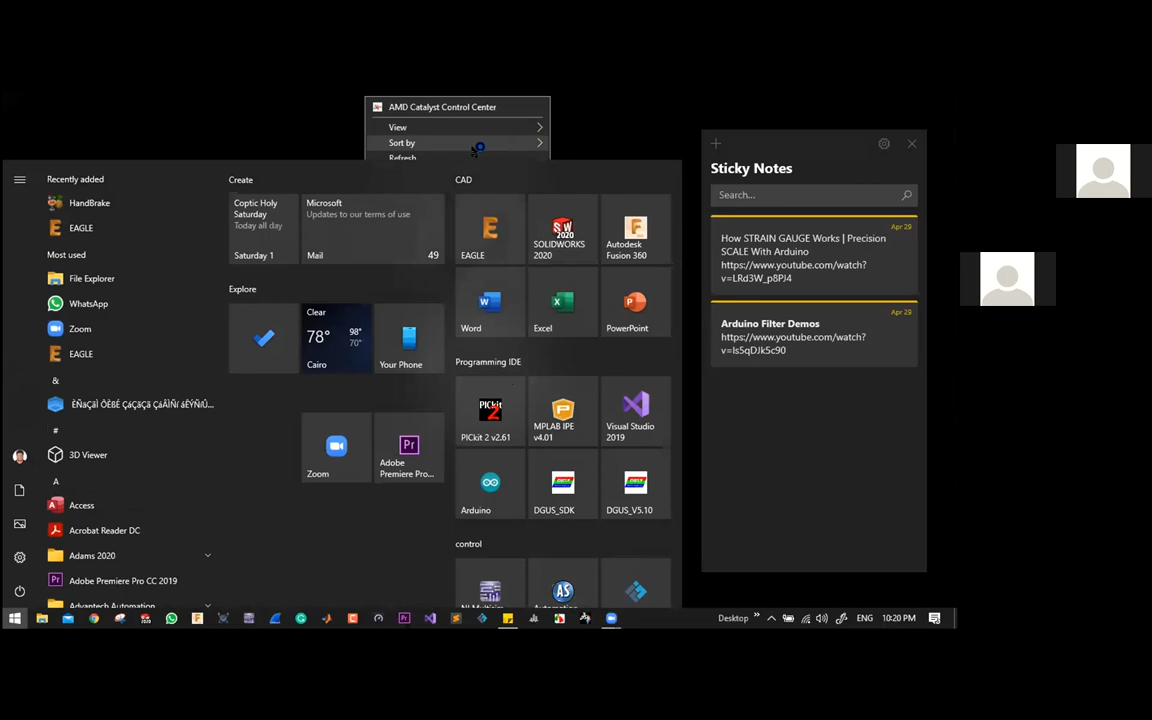 AMD Catalyst Control Center
View
Sort by
Refresh
Recently added
HandBrake
EAGLE
Most used
File Explorer
WhatsApp
Zoom
EAGLE
&
#
3D Viewer
A
Access
Acrobat Reader DC
Adams 2020
Adobe Premiere Pro CC 2019
Advantech Automation
Create
Coptic Holy
Saturday
Today all day
Saturday 1
Microsoft
Updates to our terms of use
Mail
49
Explore
Clear
78°
98°
70°
Cairo
Your Phone
Zoom
Adobe
Premiere Pro...
CAD
EAGLE
SOLIDWORKS
2020
Autodesk
Fusion 360
Word
Excel
PowerPoint
Programming IDE
PICkit 2 v2.61
MPLAB IPE
v4.01
Visual Studio
2019
Arduino
DGUS_SDK
DGUS_V5.10
control
NI Multisim
Automation
Sticky Notes
Search...
Apr 29
How STRAIN GAUGE Works | Precision
SCALE With Arduino
https://www.youtube.com/watch?
v=LRd3W_p8PJ4
Apr 29
Arduino Filter Demos
https://www.youtube.com/watch?
v=Is5qDJk5c90
Desktop
ENG
10:20 PM